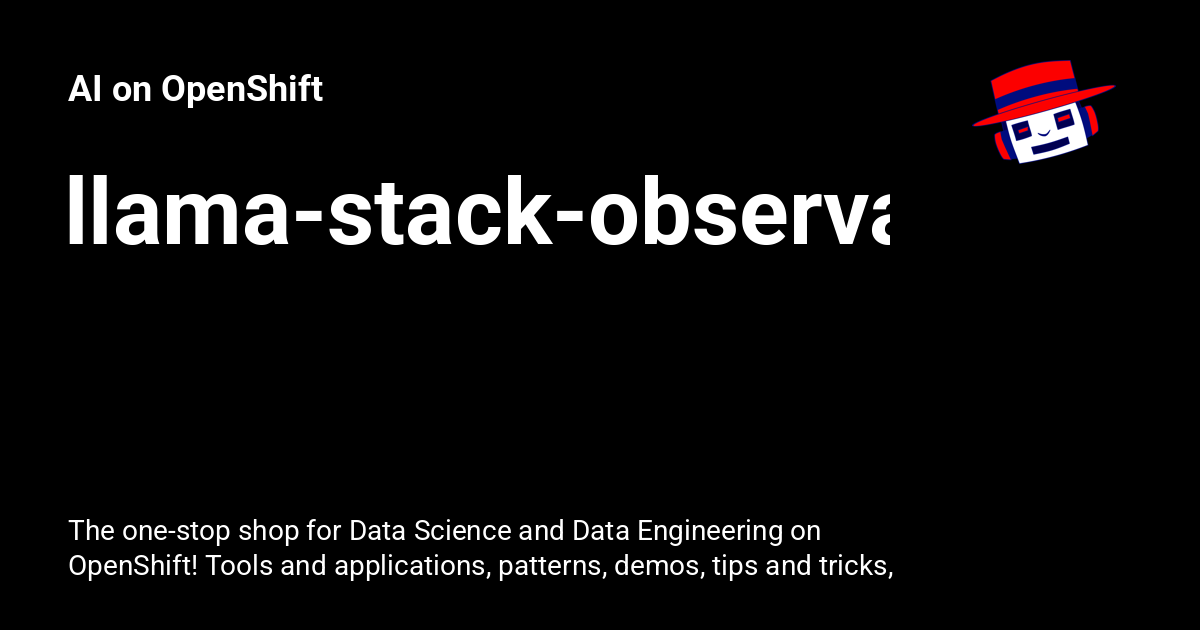 AI on OpenShift
llama-stack-observa
The one-stop shop for Data Science and Data Engineering on
OpenShift! Tools and applications, patterns, demos, tips and tricks,